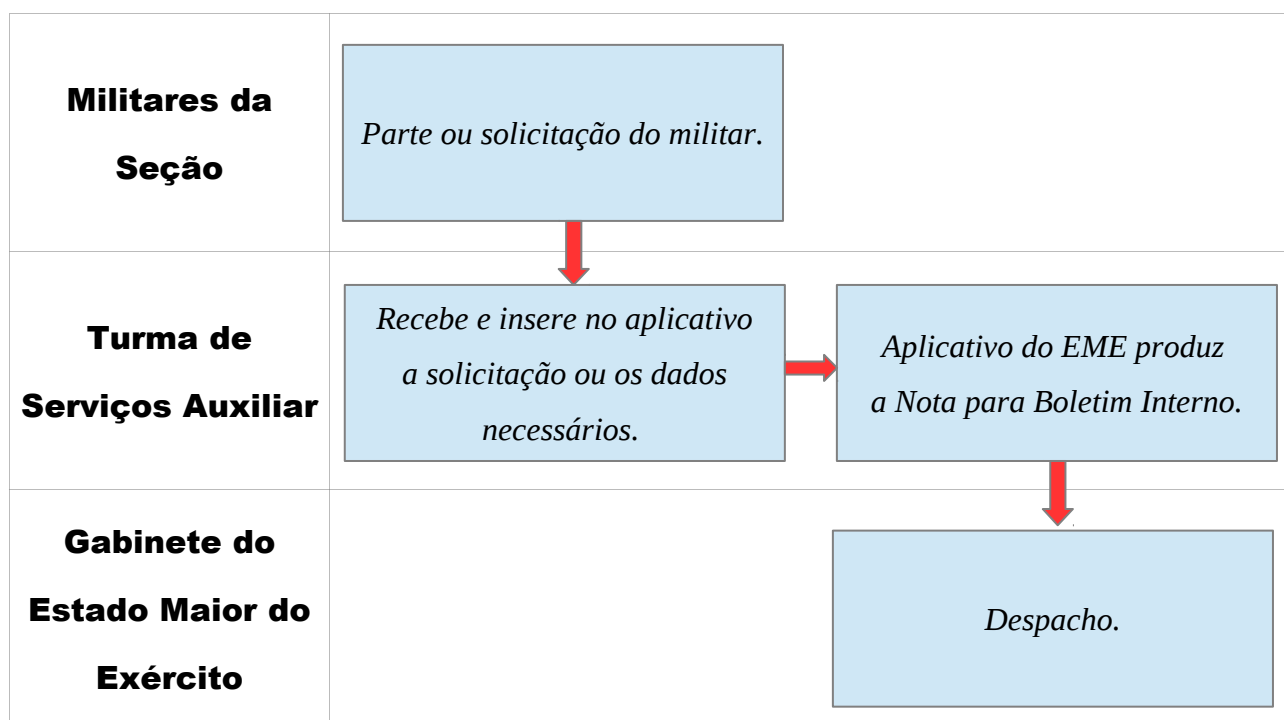 Militares da
Seção
Parte ou solicitação do militar.
Turma de
Serviços Auxiliar
Recebe e insere no aplicativo
a solicitação ou os dados
necessários.
Aplicativo do EME produz
a Nota para Boletim Interno.
Gabinete do
Estado Maior do
Exército
Despacho.